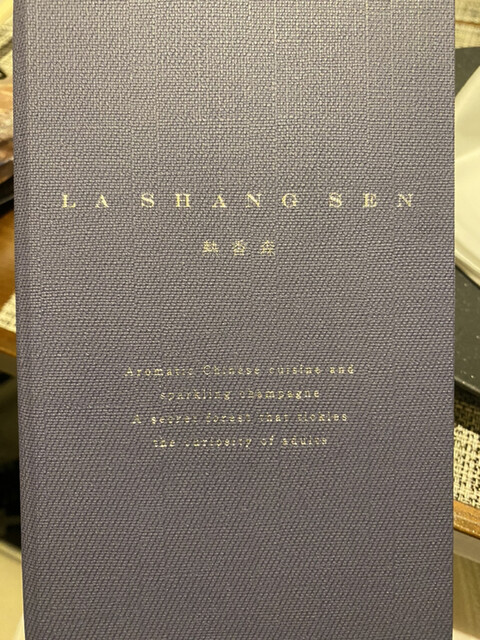 LA SHANG SEN
辣香森
Aromatic Chinese cuisine and
sparkling champagne
A secret forest that tickles
the curiosity of adults